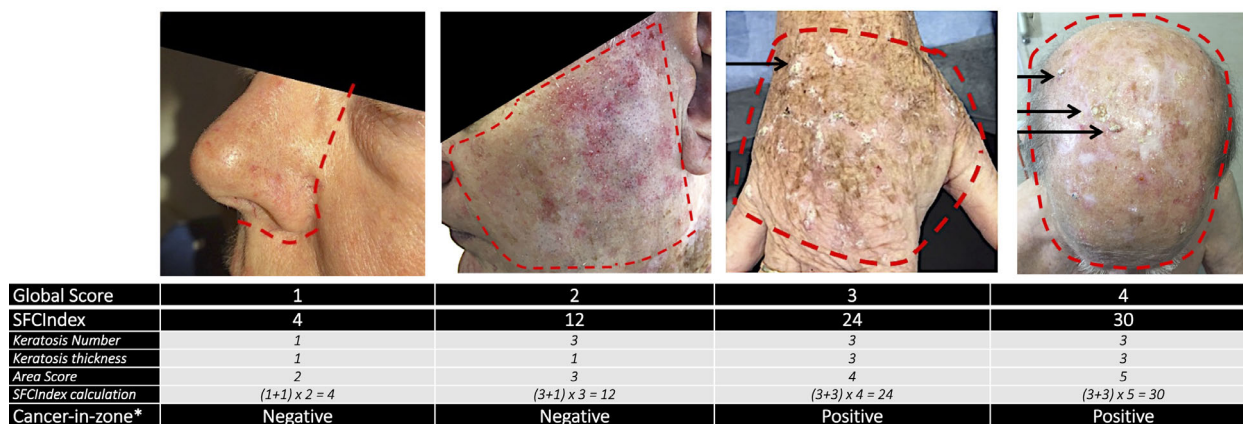 Global Score 1 2 3 4
SFCIndex 4 12 24 30
Keratosis Number 1 3 3 3
Keratosis thickness 1 1 3 3
Area Score 2 3 4 5
SFCIndex calculation (1+1) x 2 = 4 (3+1) x 3 = 12 (3+3) x 4 = 24 (3+3) x 5 = 30
Cancer-in-zone* Negative Negative Positive Positive